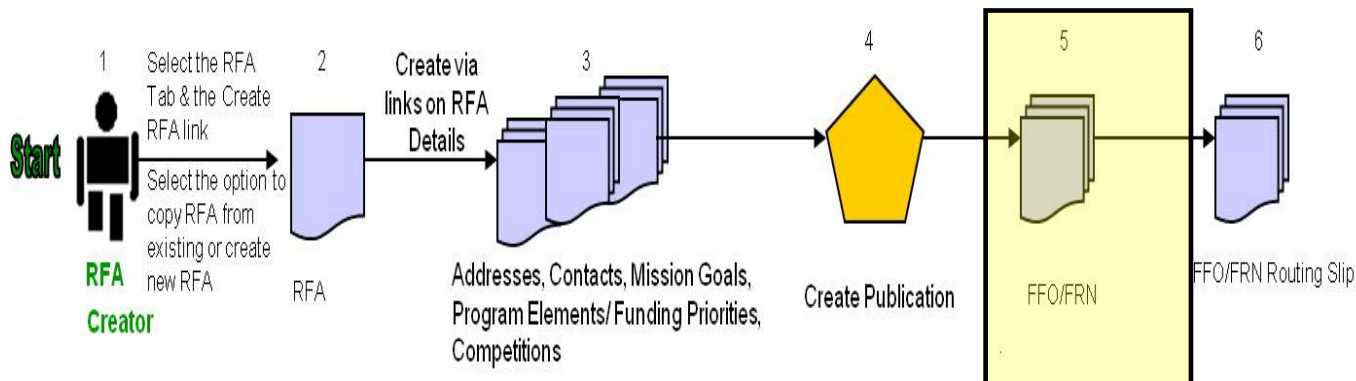 1
Select the RFA
Tab & the Create
RFA link
Start
Select the option to
copy RFA from
existing or create
new RFA
RFA
Creator
2
RFA
Create via
links on RFA
Details
3
Addresses, Contacts, Mission Goals,
Program Elements/ Funding Priorities,
Competitions
4
Create Publication
5
FFO/FRN
6
FFO/FRN Routing Slip